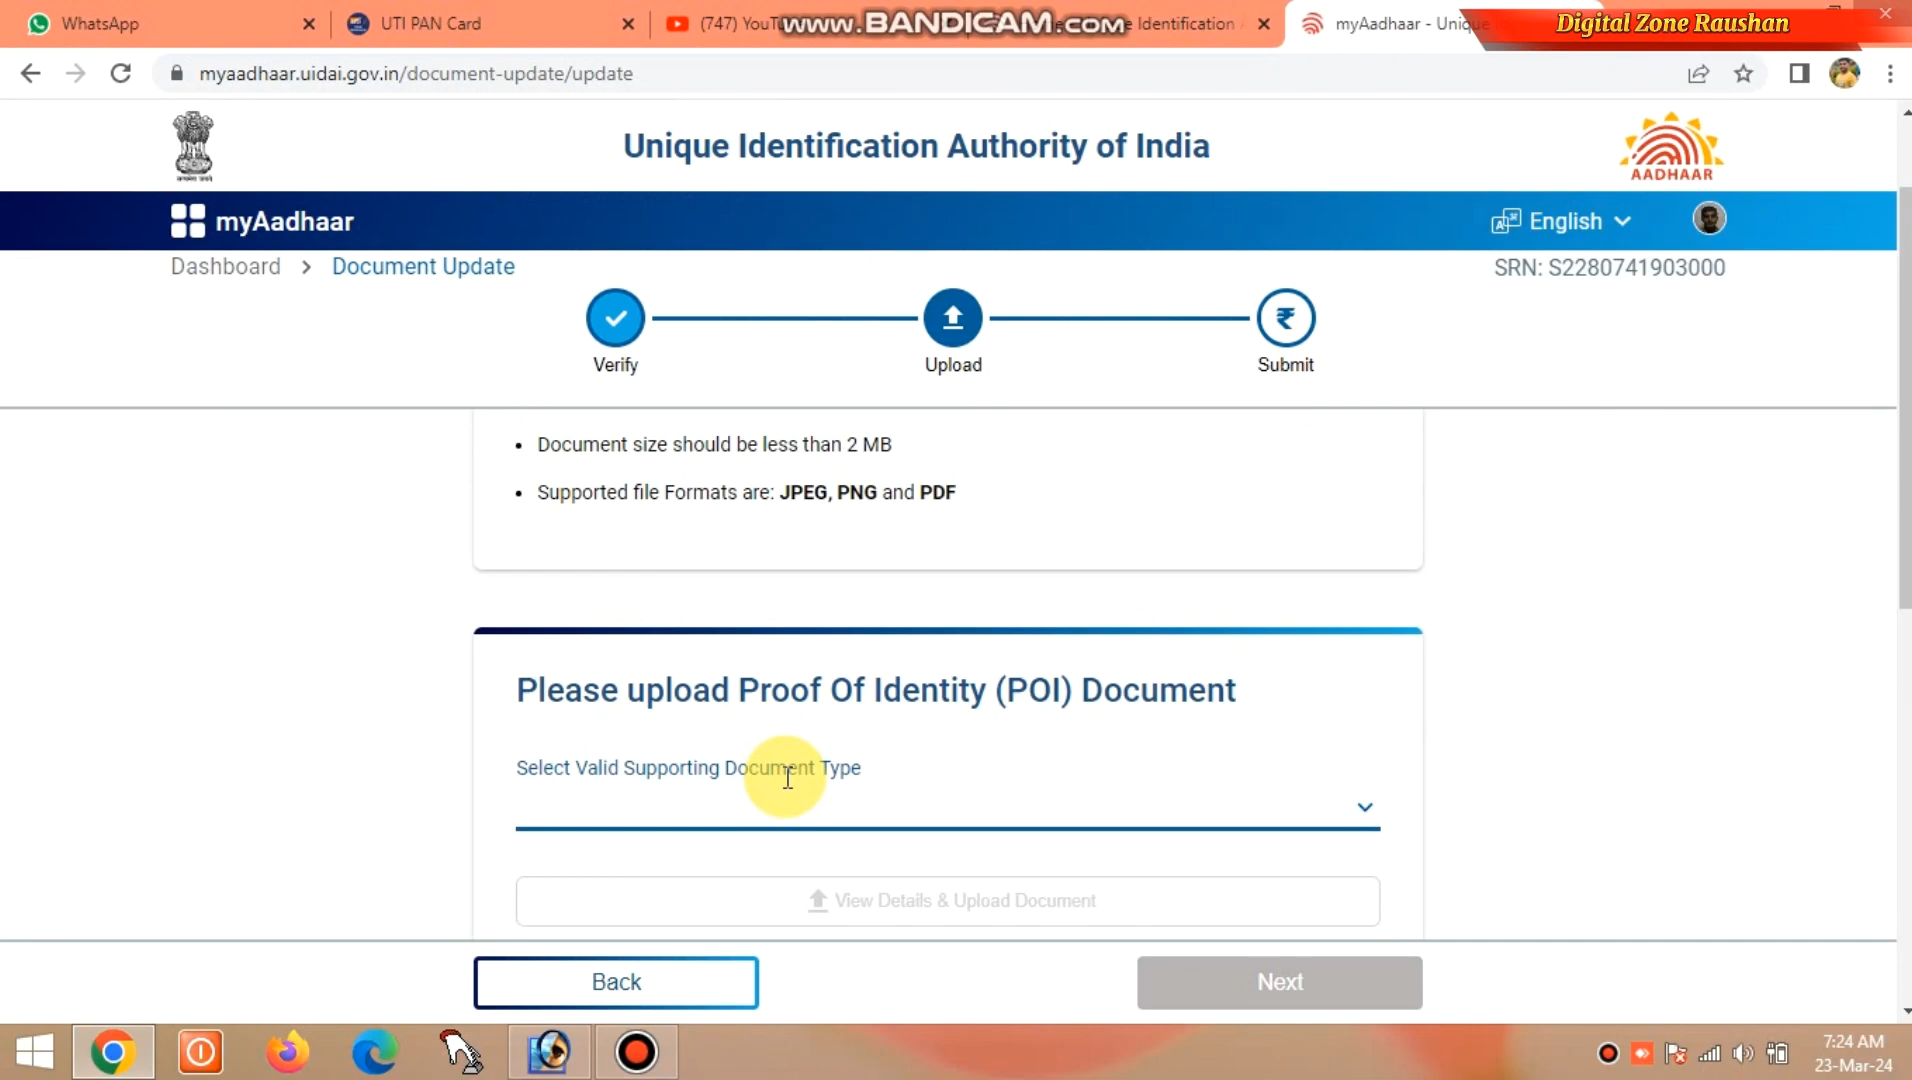 WhatsApp
UTI PAN Card
(747) YouTu
www.BANDICAM.com
e Identification
myAadhaar - Unique
Digital Zone Raushan
myaadhaar.uidai.gov.in/document-update/update
Unique Identification Authority of India
AADHAAR
myAadhaar
English
Dashboard > Document Update
SRN: S2280741903000
₹
Verify
Upload
Submit
• Document size should be less than 2 MB
• Supported file Formats are: JPEG, PNG and PDF
Please upload Proof Of Identity (POI) Document
Select Valid Supporting Document Type
View Details & Upload Document
Back
Next
7:24 AM
23-Mar-24